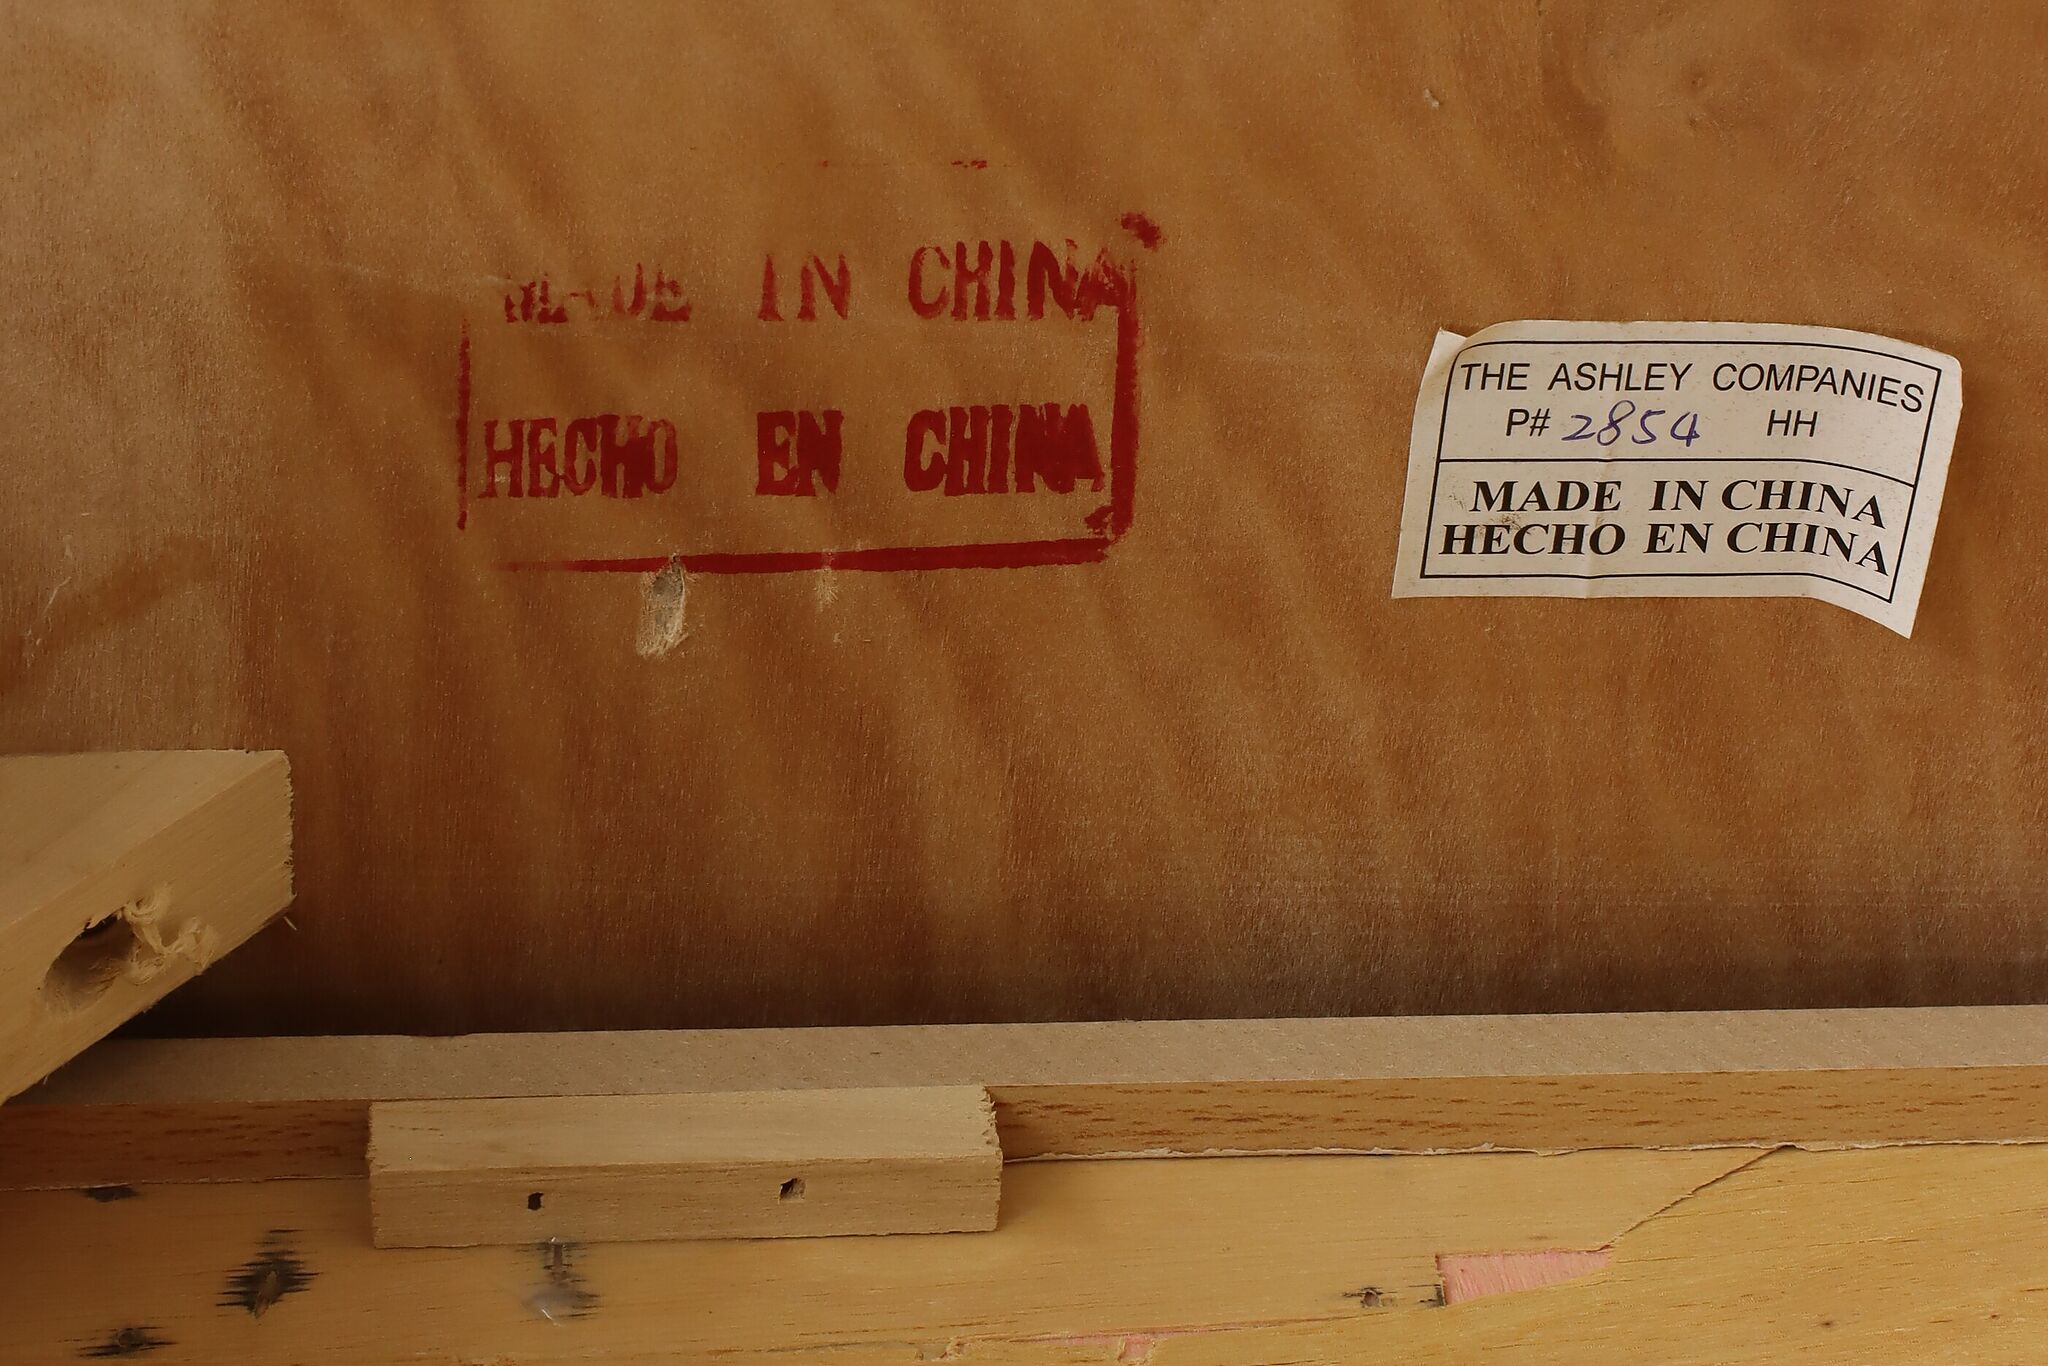 MADE IN CHINA
HECHO EN CHINA
THE ASHLEY COMPANIES
P# 2854 HH
MADE IN CHINA
HECHO EN CHINA